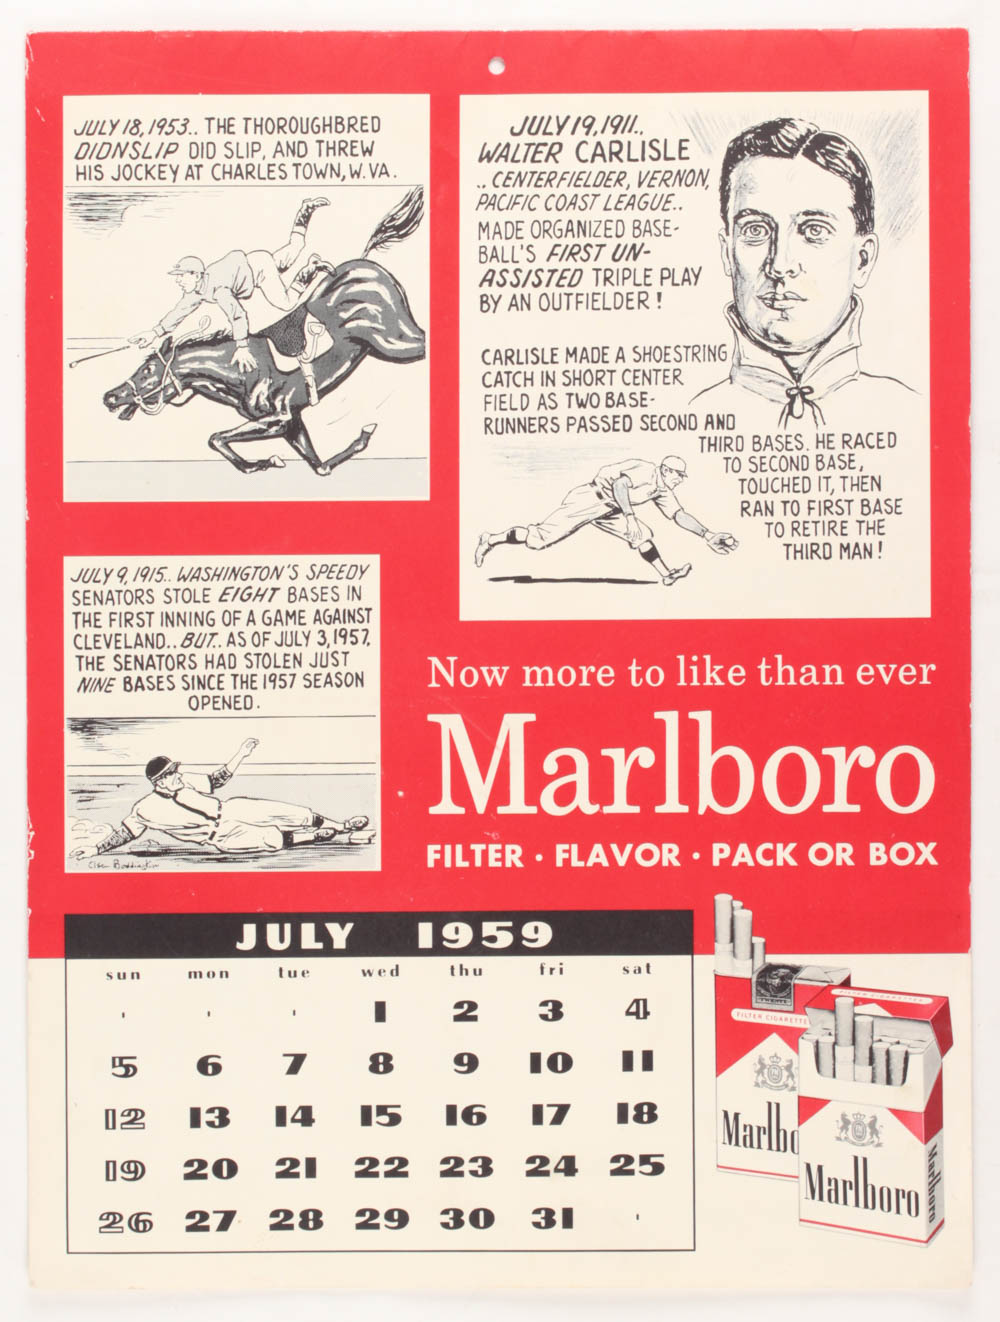 JULY 18, 1953.. THE THOROUGHBRED
DIDNSLIP DID SLIP, AND THREW
HIS JOCKEY AT CHARLES TOWN, W. VA.
JULY 19, 1911..
WALTER CARLISLE
.. CENTERFIELDER, VERNON,
PACIFIC COAST LEAGUE..
MADE ORGANIZED BASE-
BALL'S FIRST UN-
ASSISTED TRIPLE PLAY
BY AN OUTFIELDER!
CARLISLE MADE A SHOESTRING
CATCH IN SHORT CENTER
FIELD AS TWO BASE-
RUNNERS PASSED SECOND AND
THIRD BASES. HE RACED
TO SECOND BASE,
TOUCHED IT, THEN
RAN TO FIRST BASE
TO RETIRE THE
THIRD MAN!
JULY 9, 1915.. WASHINGTON'S SPEEDY
SENATORS STOLE EIGHT BASES IN
THE FIRST INNING OF A GAME AGAINST
CLEVELAND.. BUT.. AS OF JULY 3, 1957,
THE SENATORS HAD STOLEN JUST
NINE BASES SINCE THE 1957 SEASON
OPENED.
Now more to like than ever
Marlboro
FILTER · FLAVOR · PACK OR BOX
JULY 1959
sun mon tue wed thu fri sat
1 2 3 4
5 6 7 8 9 10 11
12 13 14 15 16 17 18
19 20 21 22 23 24 25
26 27 28 29 30 31
FILTER CIGARETTES
FILTER CIGARETTES
Marlbo
Marlboro
Marlboro